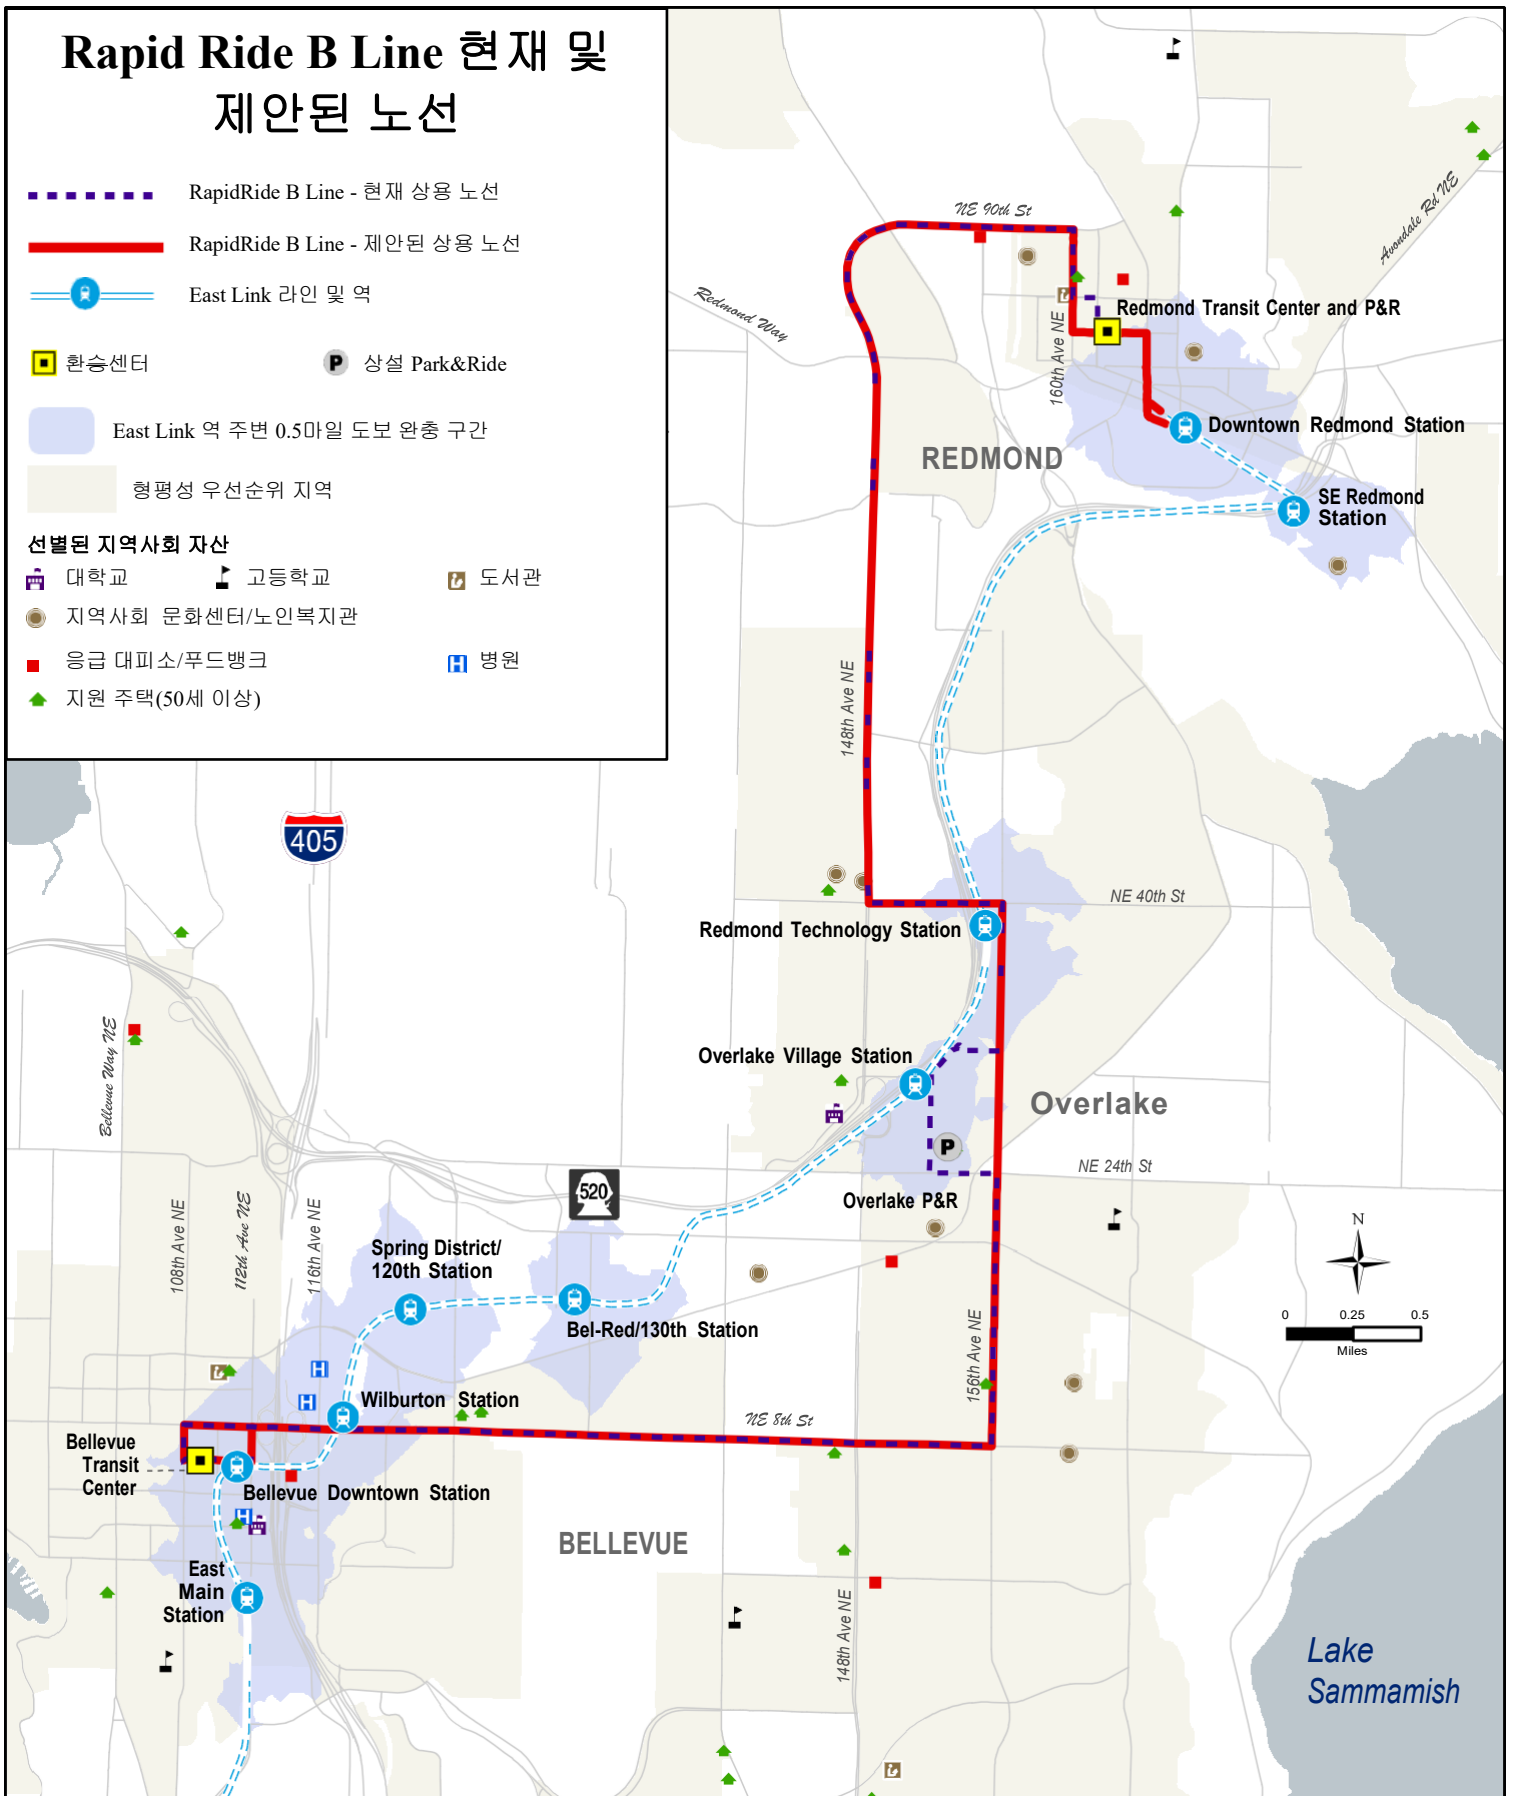 Rapid Ride B Line 현재 및
제안된 노선
RapidRide B Line - 현재 상용 노선
RapidRide B Line - 제안된 상용 노선
East Link 라인 및 역
환승센터
P 상설 Park&Ride
East Link 역 주변 0.5마일 도보 완충 구간
형평성 우선순위 지역
선별된 지역사회 자산
대학교
고등학교
도서관
지역사회 문화센터/노인복지관
응급 대피소/푸드뱅크
H 병원
지원 주택(50세 이상)
NE 90th St
Avondale Rd NE
Redmond Way
Redmond Transit Center and P&R
160th Ave NE
Downtown Redmond Station
REDMOND
SE Redmond
Station
148th Ave NE
405
NE 40th St
Redmond Technology Station
Bellevue Way NE
Overlake Village Station
Overlake
P
NE 24th St
520
Overlake P&R
108th Ave NE
112th Ave NE
116th Ave NE
Spring District/
120th Station
N
0 0.25 0.5
Miles
Bel-Red/130th Station
156th Ave NE
H
H
Wilburton Station
NE 8th St
Bellevue
Transit
Center
Bellevue Downtown Station
H
BELLEVUE
East
Main
Station
148th Ave NE
Lake
Sammamish